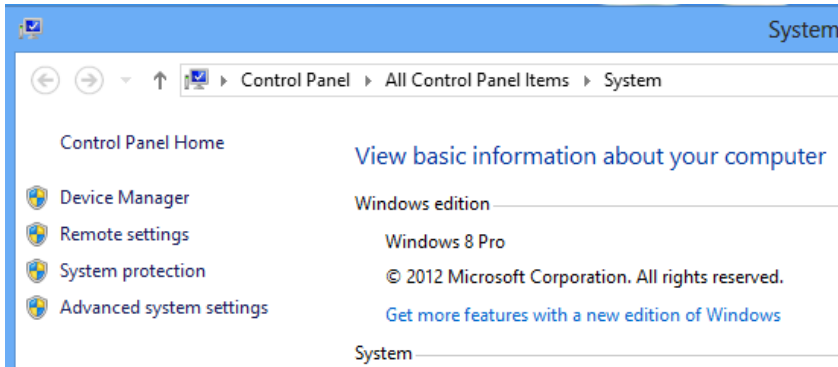 System
Control Panel All Control Panel Items System
Control Panel Home
Device Manager
Remote settings
System protection
Advanced system settings
View basic information about your computer
Windows edition
Windows 8 Pro
© 2012 Microsoft Corporation. All rights reserved.
Get more features with a new edition of Windows
System